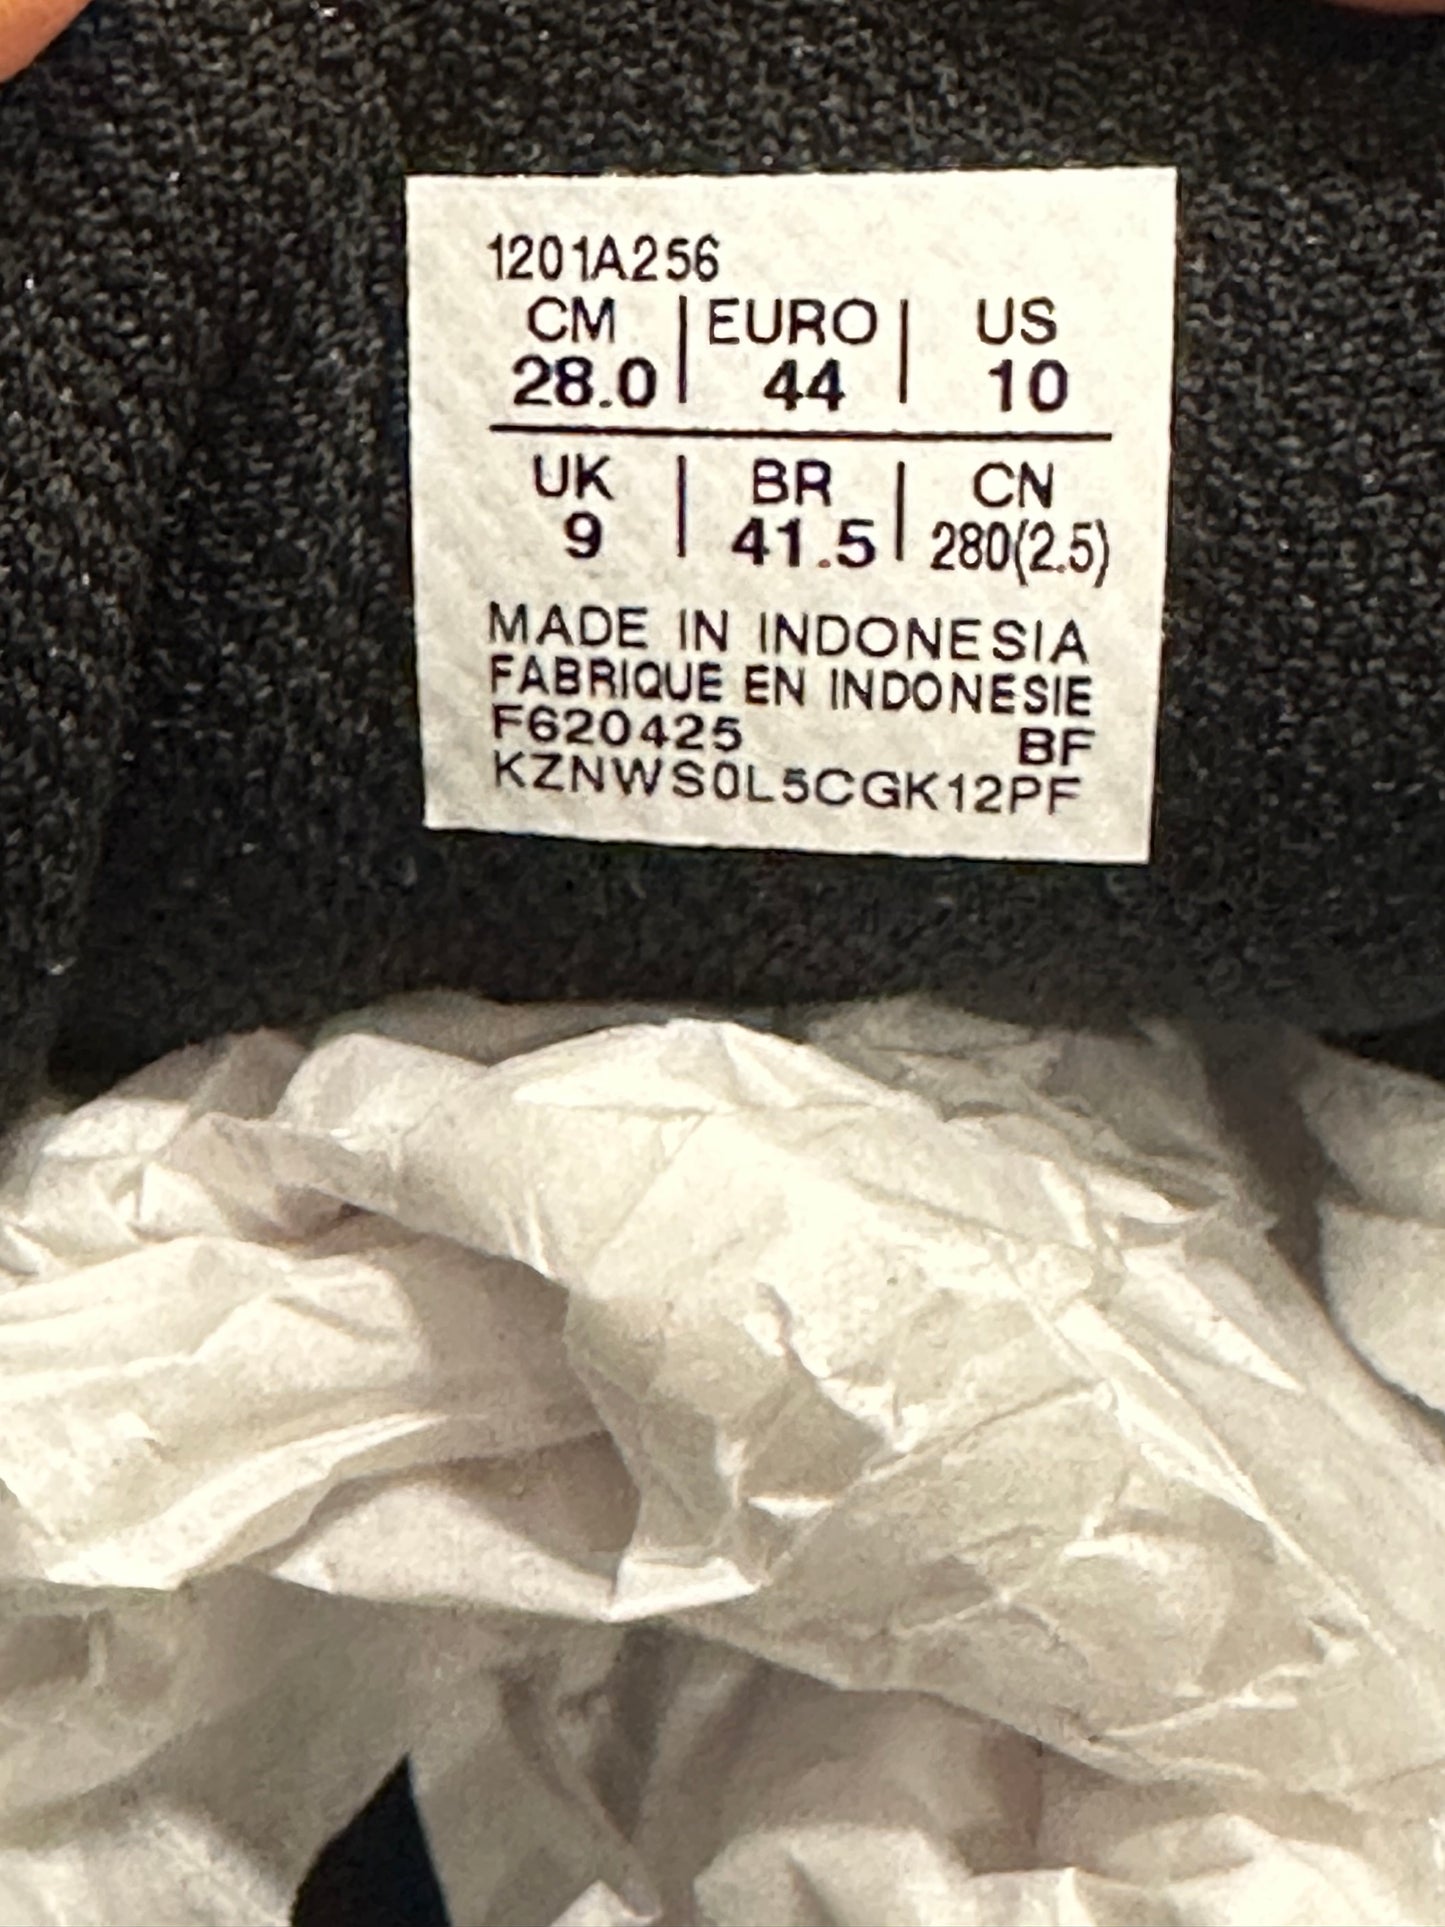 1201A256
CM | EURO | US
28.0 | 44 | 10
UK | BR | CN
9 | 41.5 | 280(2.5)
MADE IN INDONESIA
FABRIQUE EN INDONESIE
F620425 BF
KZNWS0L5CGK12PF